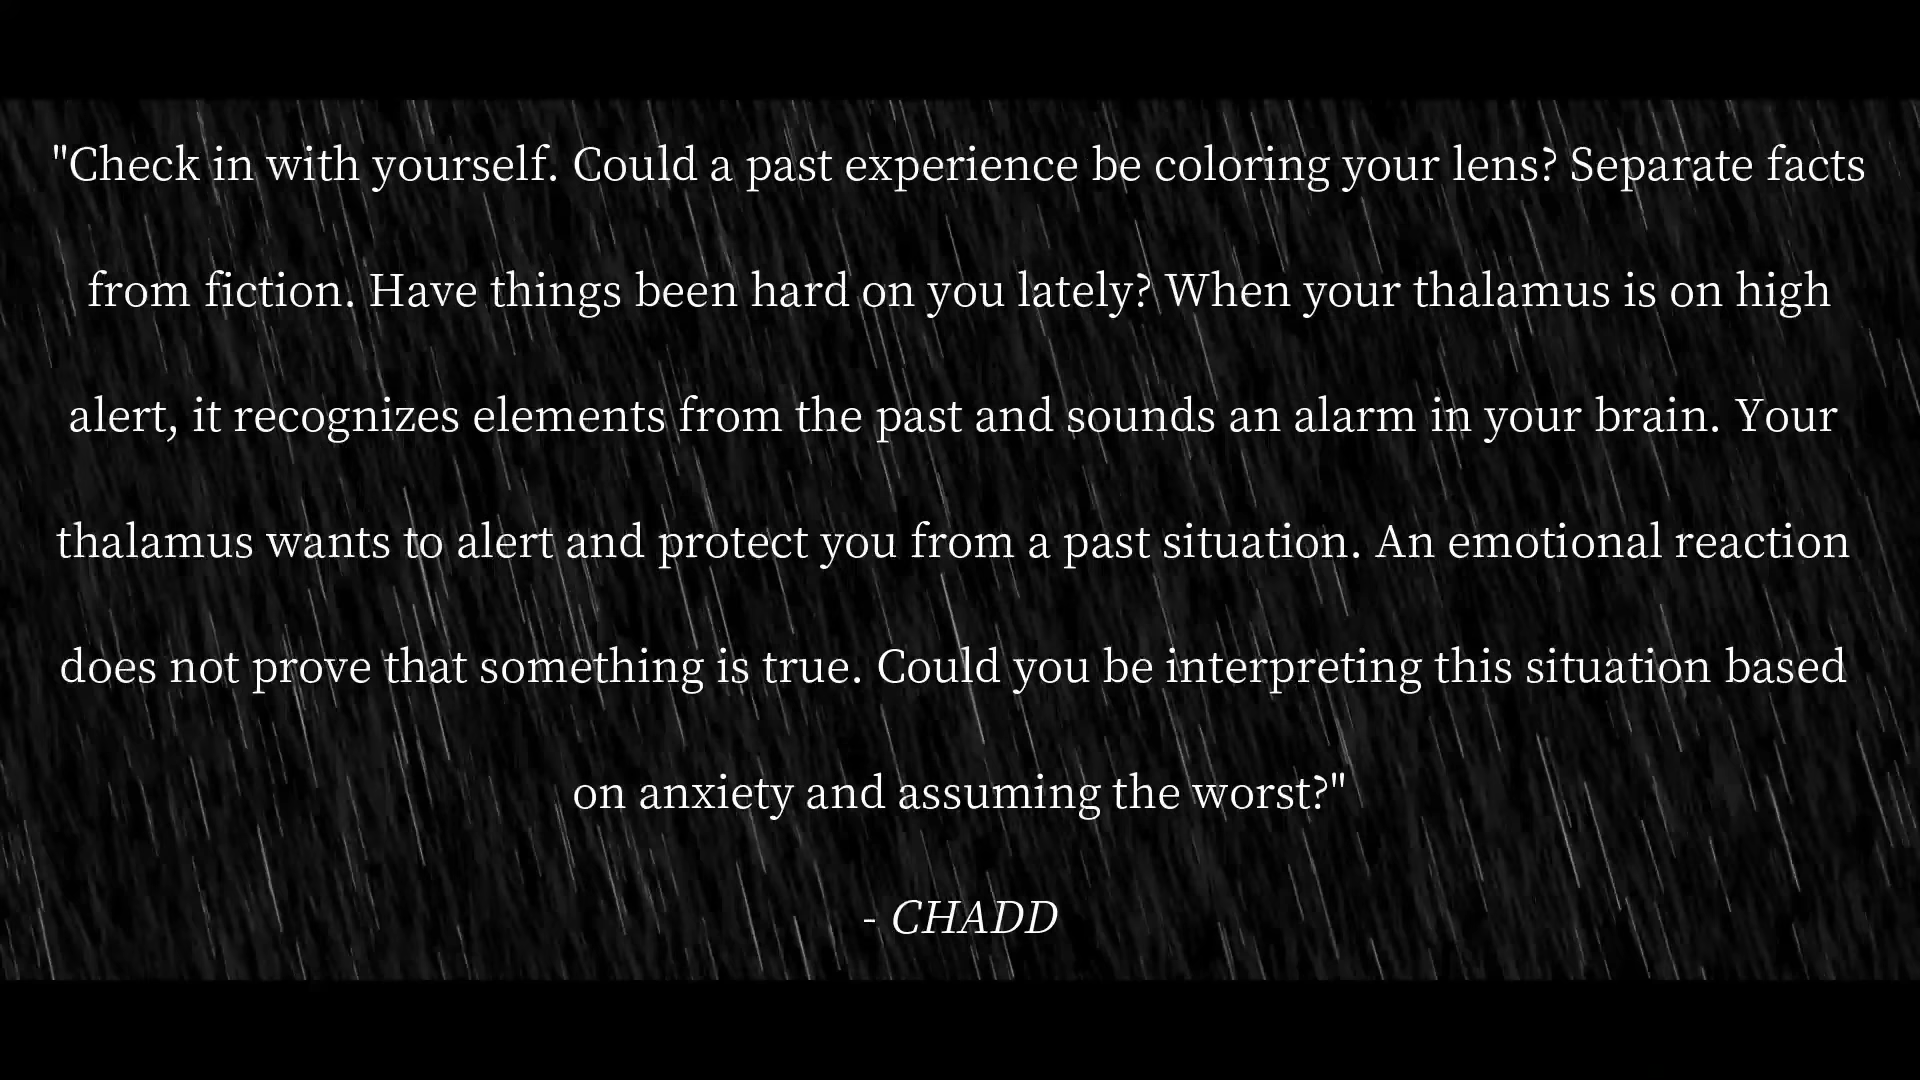 "Check in with yourself. Could a past experience be coloring your lens? Separate facts
from fiction. Have things been hard on you lately? When your thalamus is on high
alert, it recognizes elements from the past and sounds an alarm in your brain. Your
thalamus wants to alert and protect you from a past situation. An emotional reaction
does not prove that something is true. Could you be interpreting this situation based
on anxiety and assuming the worst?"
- CHADD